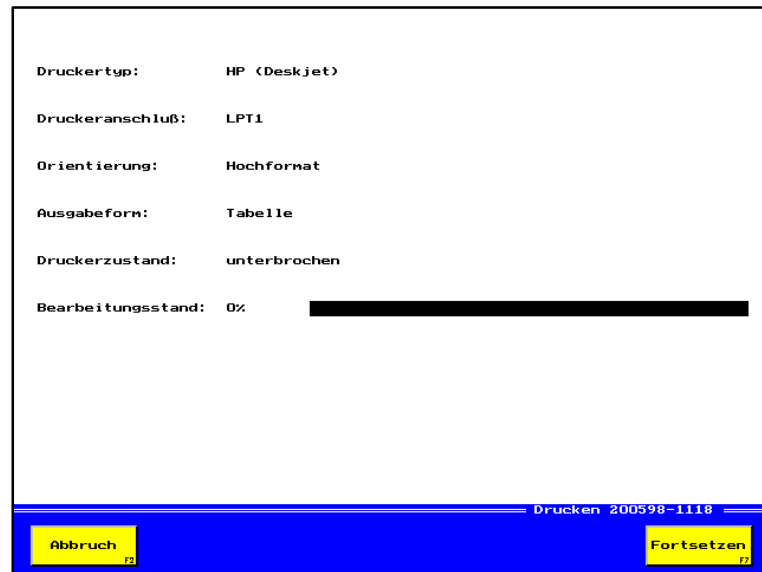 Druckertyp: HP (Deskjet)
Druckeranschluß: LPT1
Orientierung: Hochformat
Ausgabeform: Tabelle
Druckerzustand: unterbrochen
Bearbeitungsstand: 0%
Drucken 200598-1118
Abbruch F2
Fortsetzen F7